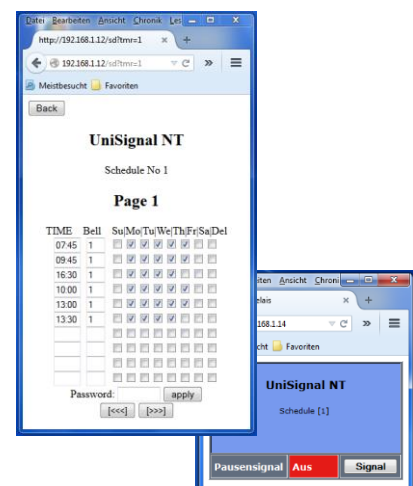 Datei Bearbeiten Ansicht Chronik Les
http://192.168.1.12/sd?tmr=1 × +
192.168.1.12/sd?tmr=1
Meistbesucht Favoriten
Back
UniSignal NT
Schedule No 1
Page 1
TIME Bell Su|Mo|Tu|We|Th|Fr|Sa|Del
07:45 1
09:45 1
16:30 1
10:00 1
13:00 1
13:30 1
Password: apply
[<<<] [>>>]
Ansicht Chroni
elais × +
168.1.14
cht Favoriten
UniSignal NT
Schedule [1]
Pausensignal Aus Signal